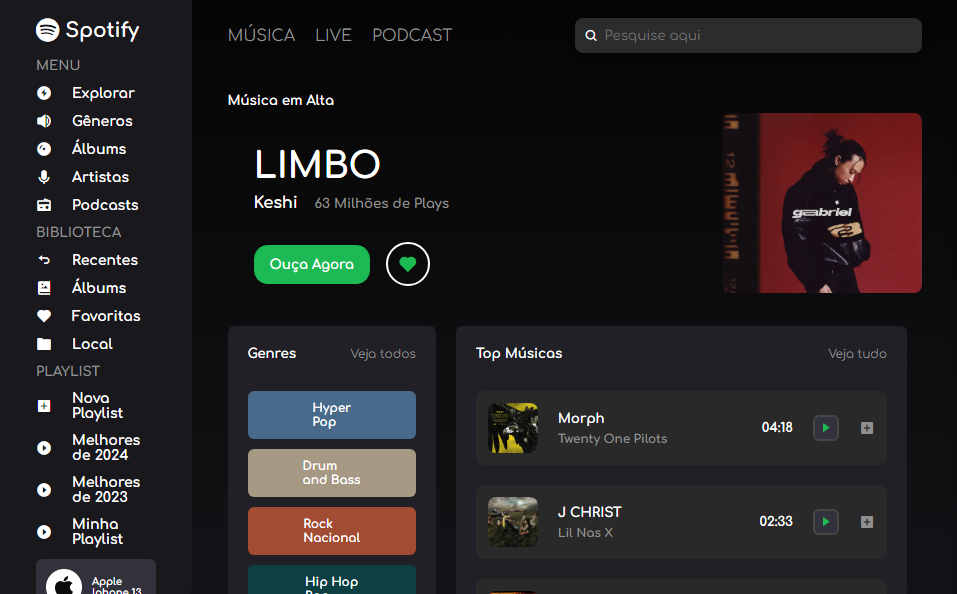 Spotify
MENU
Explorar
Gêneros
Álbums
Artistas
Podcasts
BIBLIOTECA
Recentes
Álbums
Favoritas
Local
PLAYLIST
Nova
Playlist
Melhores
de 2024
Melhores
de 2023
Minha
Playlist
Apple
Iphone 13
MÚSICA LIVE PODCAST
Pesquise aqui
Música em Alta
LIMBO
Keshi 63 Milhões de Plays
Ouça Agora
gabriel
Genres Veja todos
Hyper
Pop
Drum
and Bass
Rock
Nacional
Hip Hop
Top Músicas Veja tudo
Morph
Twenty One Pilots
04:18
J CHRIST
Lil Nas X
02:33